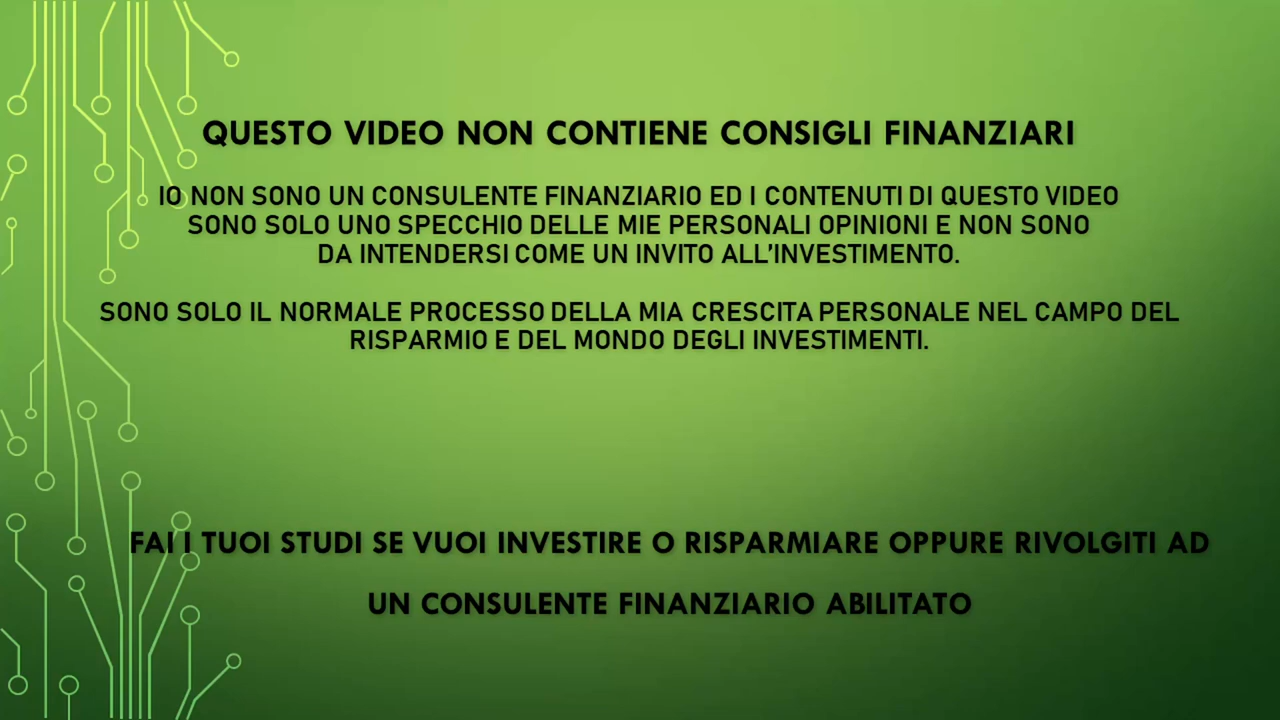 QUESTO VIDEO NON CONTIENE CONSIGLI FINANZIARI
IO NON SONO UN CONSULENTE FINANZIARIO ED I CONTENUTI DI QUESTO VIDEO
SONO SOLO UNO SPECCHIO DELLE MIE PERSONALI OPINIONI E NON SONO
DA INTENDERSI COME UN INVITO ALL'INVESTIMENTO.
SONO SOLO IL NORMALE PROCESSO DELLA MIA CRESCITA PERSONALE NEL CAMPO DEL
RISPARMIO E DEL MONDO DEGLI INVESTIMENTI.
FAI I TUOI STUDI SE VUOI INVESTIRE O RISPARMIARE OPPURE RIVOLGITI AD
UN CONSULENTE FINANZIARIO ABILITATO